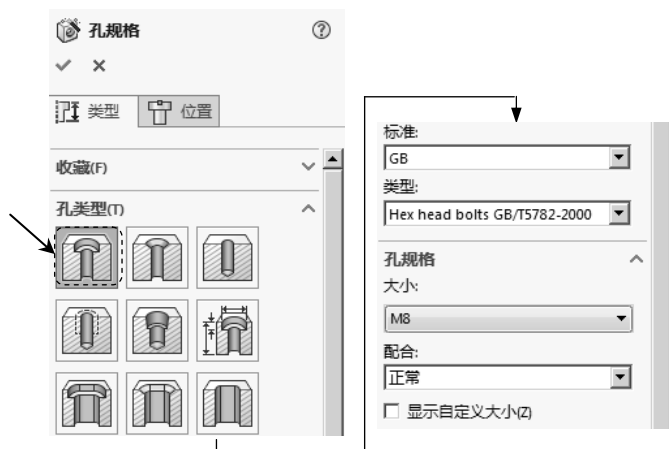 孔规格
类型
位置
收藏(F)
孔类型(T)
标准:
GB
类型:
Hex head bolts GB/T5782-2000
孔规格
大小:
M8
配合:
正常
显示自定义大小(Z)